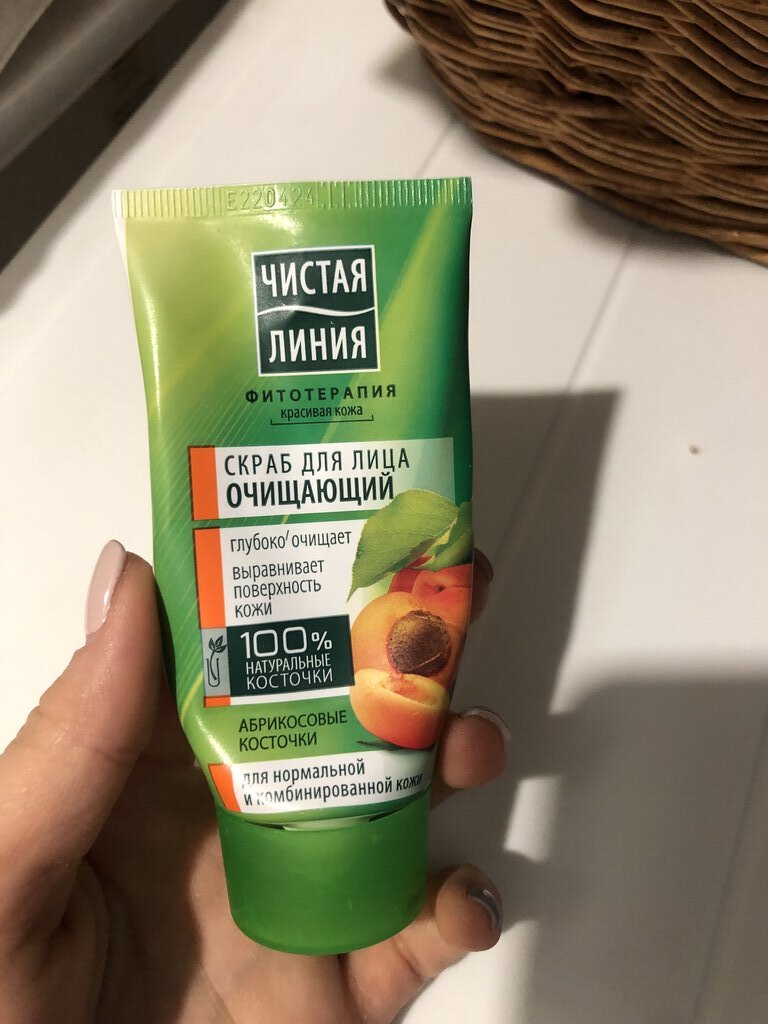 E220424
ЧИСТАЯ
ЛИНИЯ
ФИТОТЕРАПИЯ
красивая кожа
СКРАБ ДЛЯ ЛИЦА
ОЧИЩАЮЩИЙ
глубоко' очищает
выравнивает
поверхность
кожи
100%
НАТУРАЛЬНЫЕ
КОСТОЧКИ
АБРИКОСОВЫЕ
КОСТОЧКИ
для нормальной
и комбинированной кожи